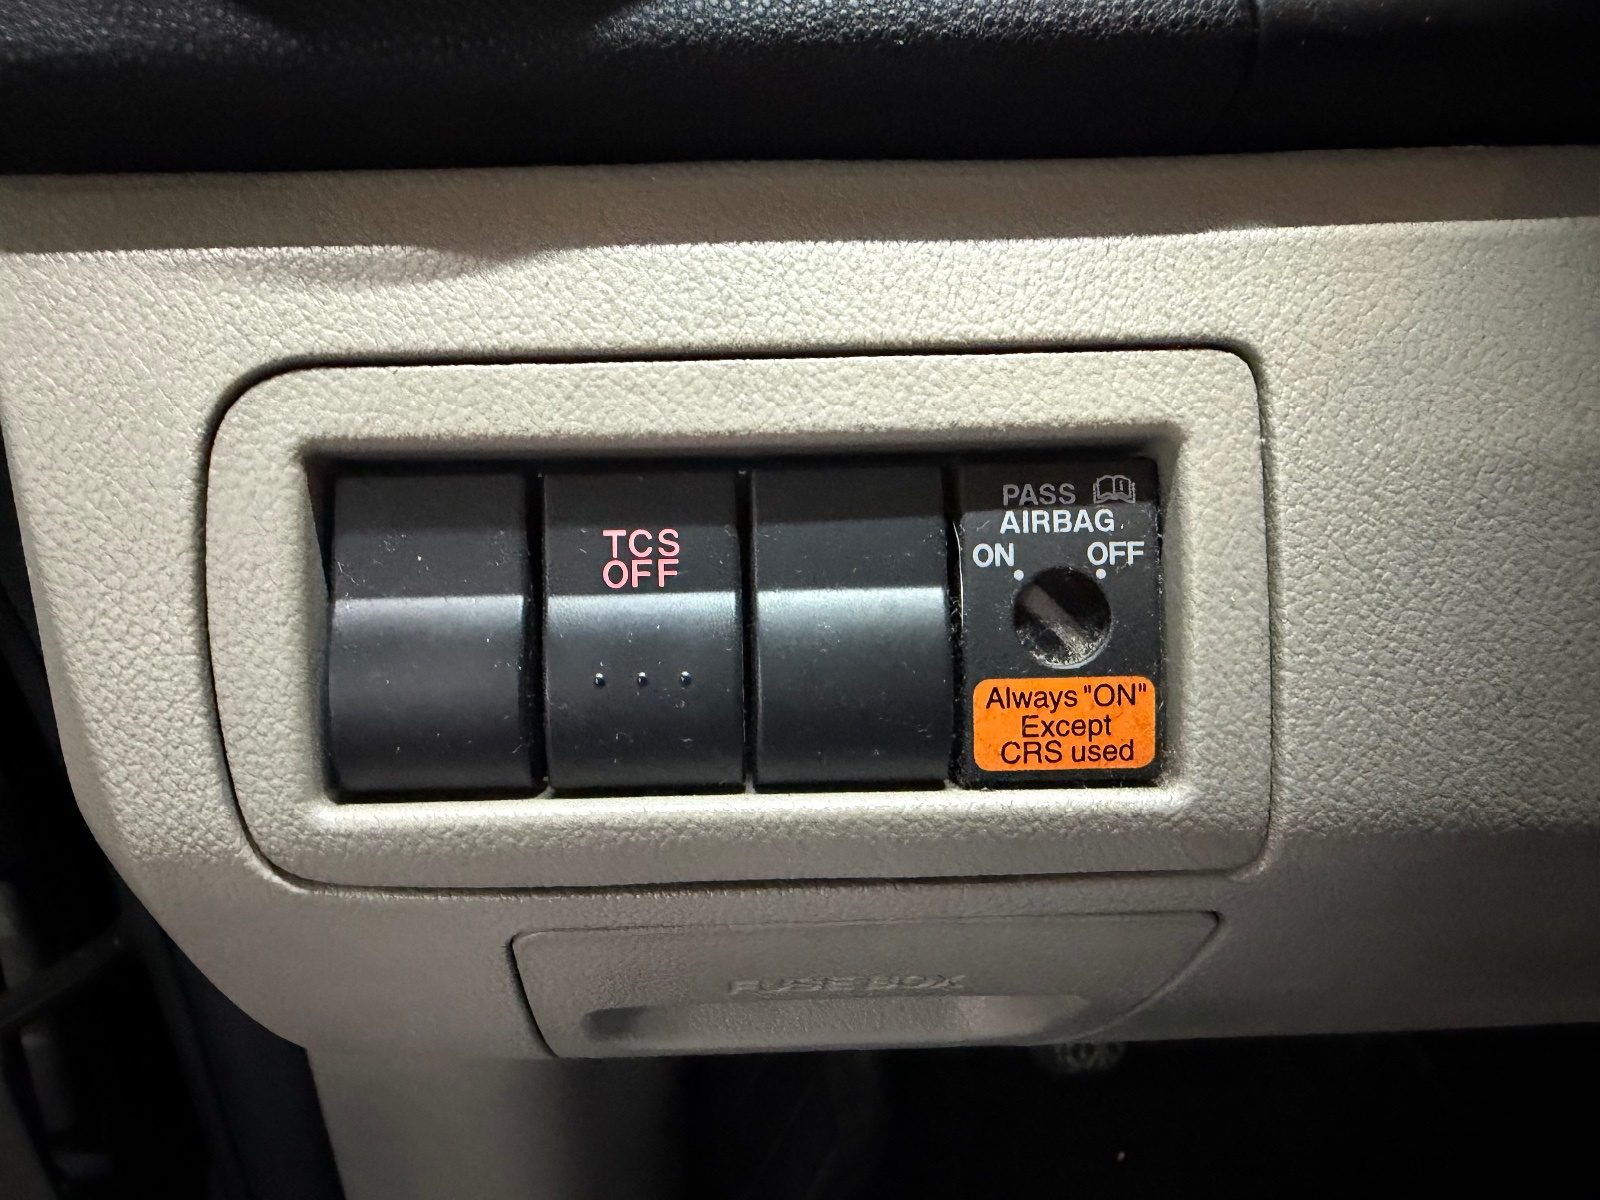 TCS
OFF
PASS
AIRBAG
ON OFF
Always "ON"
Except
CRS used
FUSE BOX